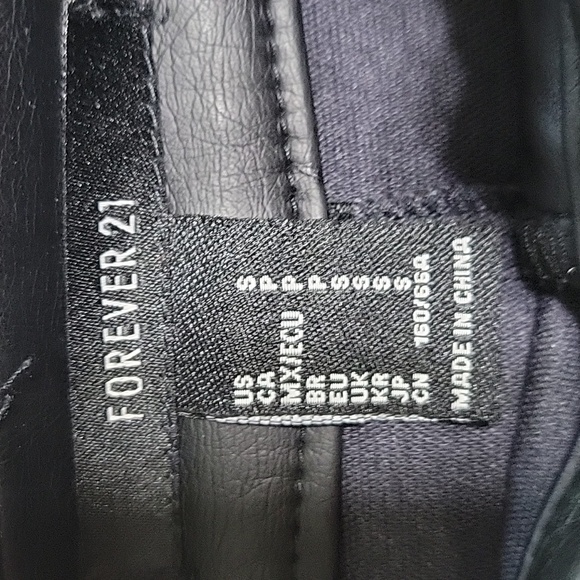 FOREVER 21
US S
CA P
MX|ECU P
BR P
EU S
UK S
KR S
JP S
CN 160/66A
MADE IN CHINA